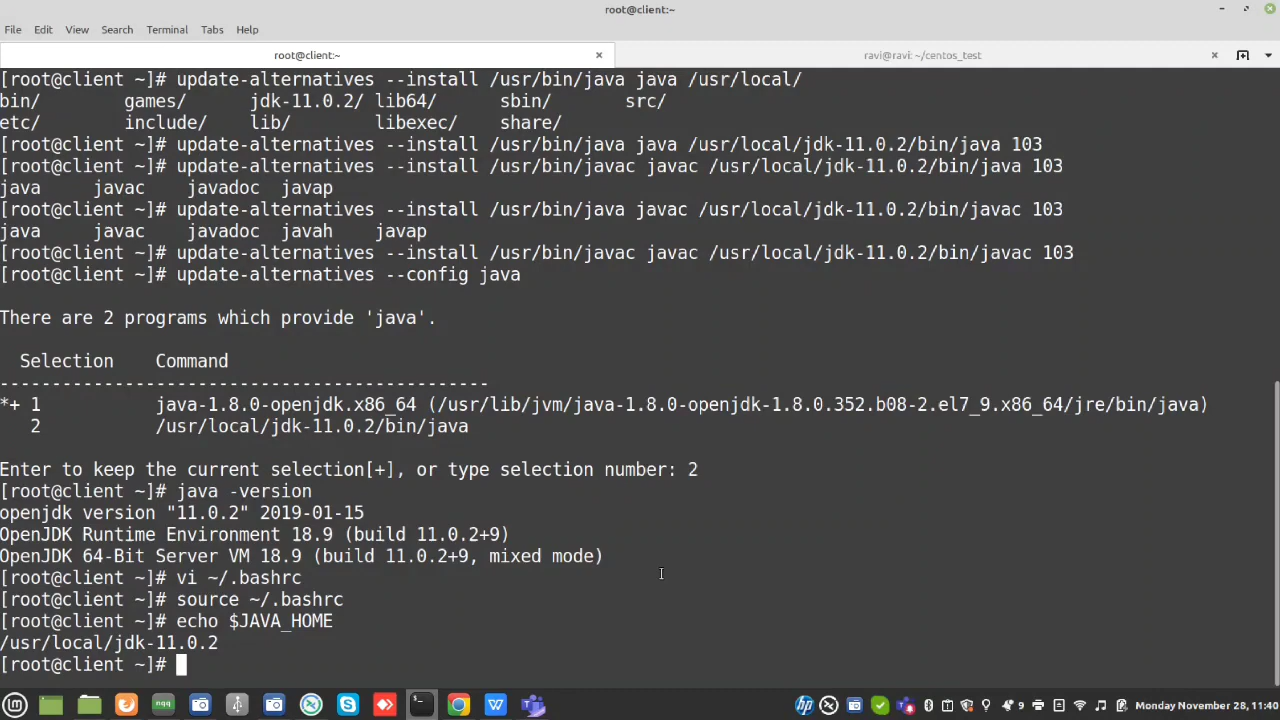 root@client:~
File Edit View Search Terminal Tabs Help
root@client:~ × ravi@ravi: ~/centos_test ×
[root@client ~]# update-alternatives --install /usr/bin/java java /usr/local/
bin/ games/ jdk-11.0.2/ lib64/ sbin/ src/
etc/ include/ lib/ libexec/ share/
[root@client ~]# update-alternatives --install /usr/bin/java java /usr/local/jdk-11.0.2/bin/java 103
[root@client ~]# update-alternatives --install /usr/bin/javac javac /usr/local/jdk-11.0.2/bin/java 103
java javac javadoc javap
[root@client ~]# update-alternatives --install /usr/bin/java javac /usr/local/jdk-11.0.2/bin/javac 103
java javac javadoc javah javap
[root@client ~]# update-alternatives --install /usr/bin/javac javac /usr/local/jdk-11.0.2/bin/javac 103
[root@client ~]# update-alternatives --config java
There are 2 programs which provide 'java'.
Selection Command
-----------------------------------------------
*+ 1 java-1.8.0-openjdk.x86_64 (/usr/lib/jvm/java-1.8.0-openjdk-1.8.0.352.b08-2.el7_9.x86_64/jre/bin/java)
2 /usr/local/jdk-11.0.2/bin/java
Enter to keep the current selection[+], or type selection number: 2
[root@client ~]# java -version
openjdk version "11.0.2" 2019-01-15
OpenJDK Runtime Environment 18.9 (build 11.0.2+9)
OpenJDK 64-Bit Server VM 18.9 (build 11.0.2+9, mixed mode)
[root@client ~]# vi ~/.bashrc
[root@client ~]# source ~/.bashrc
[root@client ~]# echo $JAVA_HOME
/usr/local/jdk-11.0.2
[root@client ~]#
nqq 9 Monday November 28, 11:40